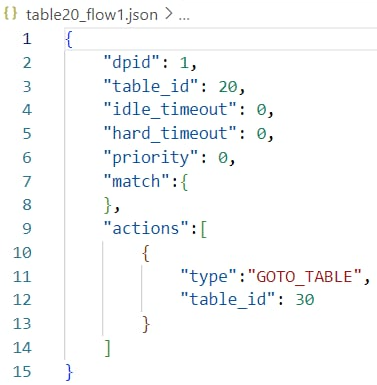 {} table20_flow1.json > ...
1 {
2     "dpid": 1,
3     "table_id": 20,
4     "idle_timeout": 0,
5     "hard_timeout": 0,
6     "priority": 0,
7     "match":{
8     },
9     "actions":[
10         {
11             "type":"GOTO_TABLE",
12             "table_id": 30
13         }
14     ]
15 }